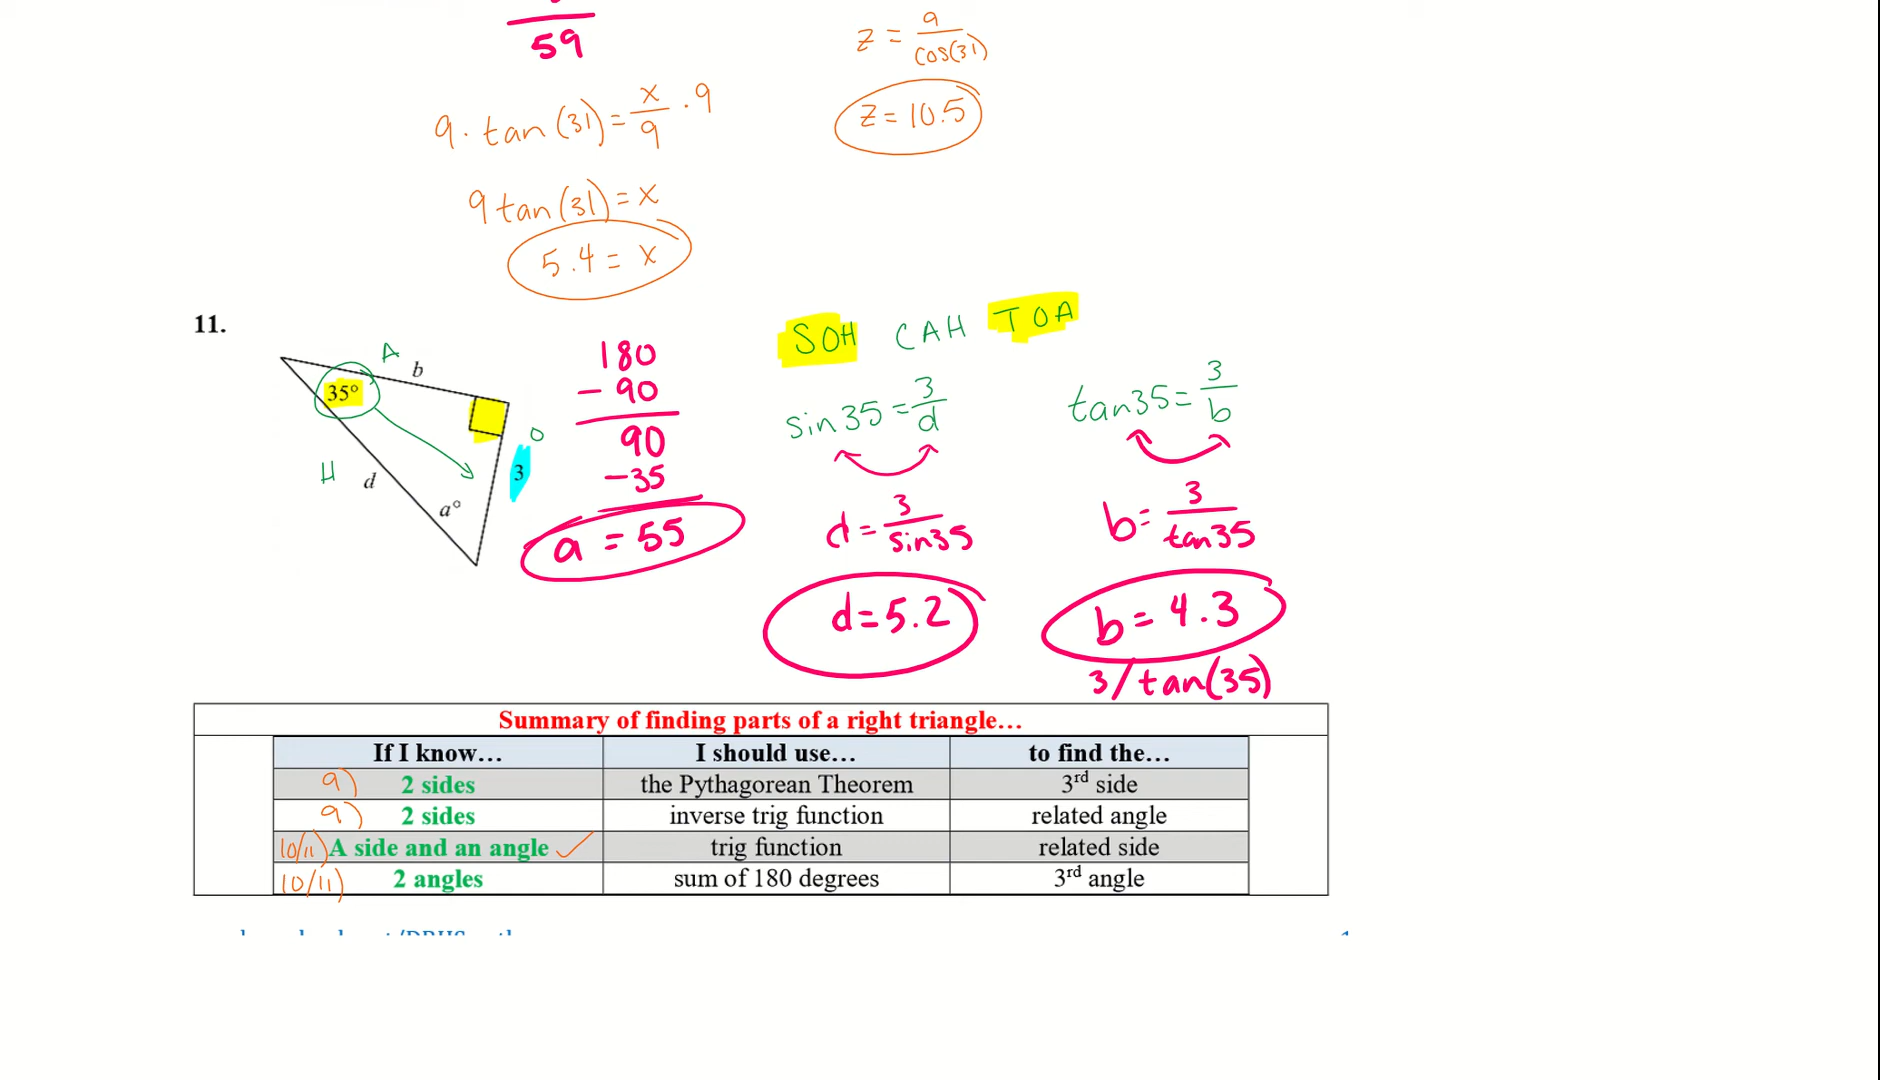 59
z = 9/cos(31)
z = 10.5
9 · tan (31) = x/9 · 9
9 tan (31) = x
5.4 = x
11.
SOH CAH TOA
A
b
35°
O
3
H
d
a°
180
- 90
90
-35
a = 55
sin35 = 3/d
d = 3/sin35
d = 5.2
tan35 = 3/b
b = 3/tan35
b = 4.3
3/tan(35)
Summary of finding parts of a right triangle…
If I know… I should use… to find the…
9) 2 sides the Pythagorean Theorem 3rd side
9) 2 sides inverse trig function related angle
10/11) A side and an angle ✓ trig function related side
10/11) 2 angles sum of 180 degrees 3rd angle